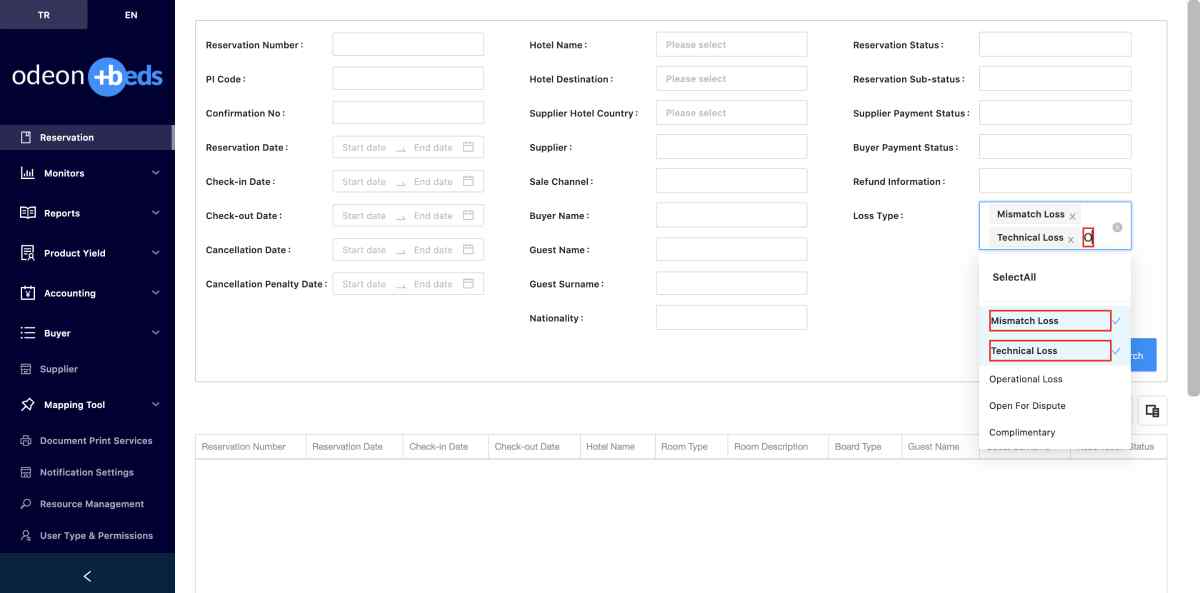 TR EN
odeon +beds
Reservation
Monitors
Reports
Product Yield
Accounting
Buyer
Supplier
Mapping Tool
Document Print Services
Notification Settings
Resource Management
User Type & Permissions
Reservation Number :
PI Code :
Confirmation No :
Reservation Date : Start date End date
Check-in Date : Start date End date
Check-out Date : Start date End date
Cancellation Date : Start date End date
Cancellation Penalty Date : Start date End date
Hotel Name : Please select
Hotel Destination : Please select
Supplier Hotel Country : Please select
Supplier :
Sale Channel :
Buyer Name :
Guest Name :
Guest Surname :
Nationality :
Reservation Status :
Reservation Sub-status :
Supplier Payment Status :
Buyer Payment Status :
Refund Information :
Loss Type : Mismatch Loss x
Technical Loss x O
SelectAll
Mismatch Loss
Technical Loss
Operational Loss
Open For Dispute
Complimentary
Reservation Number Reservation Date Check-in Date Check-out Date Hotel Name Room Type Room Description Board Type Guest Name Status